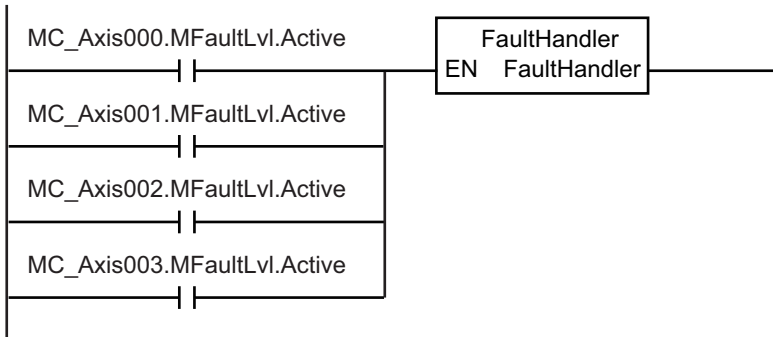 MC_Axis000.MFaultLvl.Active
FaultHandler
EN FaultHandler
MC_Axis001.MFaultLvl.Active
MC_Axis002.MFaultLvl.Active
MC_Axis003.MFaultLvl.Active